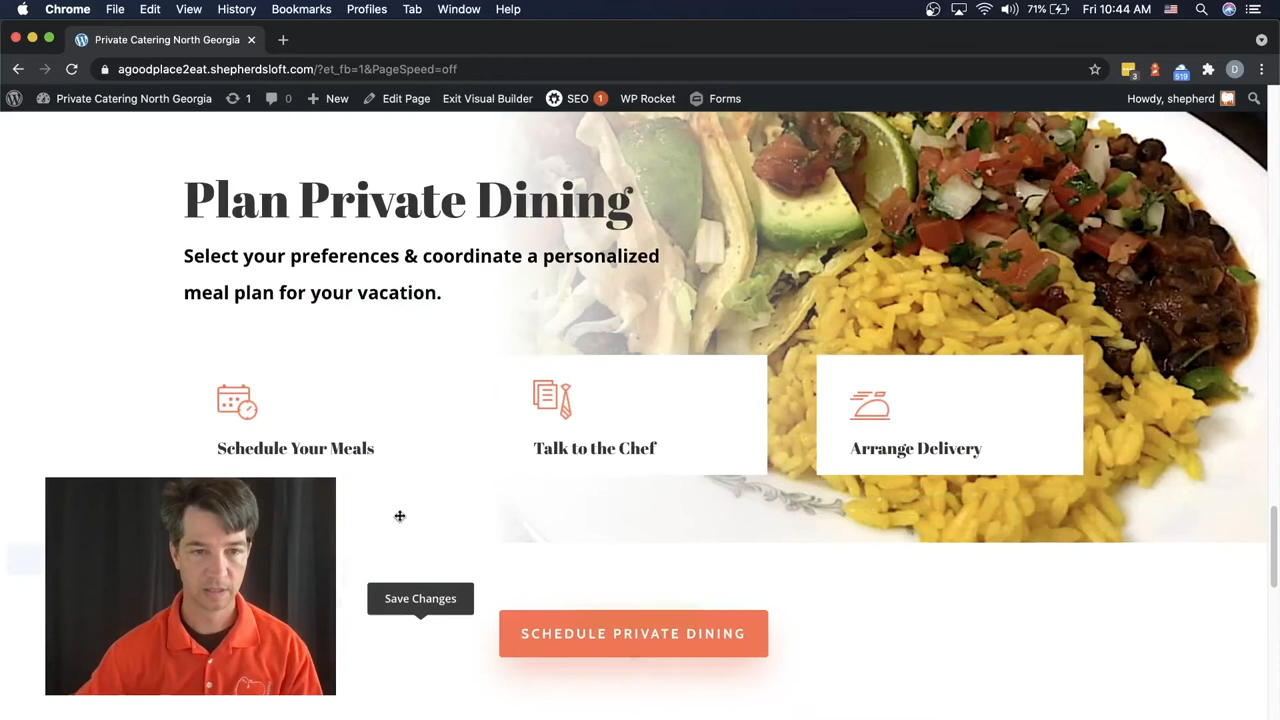 Chrome File Edit View History Bookmarks Profiles Tab Window Help 71% Fri 10:44 AM
Private Catering North Georgia
agoodplace2eat.shepherdsloft.com/?et_fb=1&PageSpeed=off 3 519 D
Private Catering North Georgia 1 0 New Edit Page Exit Visual Builder SEO 1 WP Rocket Forms Howdy, shepherd
Plan Private Dining
Select your preferences & coordinate a personalized
meal plan for your vacation.
Schedule Your Meals Talk to the Chef Arrange Delivery
Save Changes
SCHEDULE PRIVATE DINING